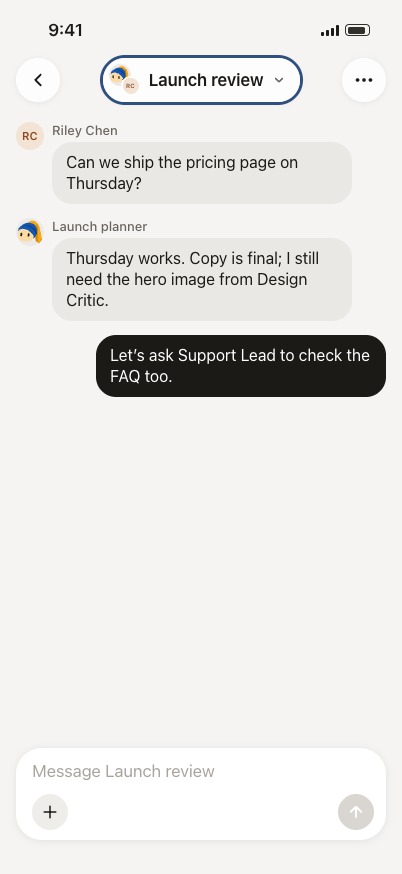 9:41
RC
Launch review
RC
Riley Chen
Can we ship the pricing page on
Thursday?
Launch planner
Thursday works. Copy is final; I still
need the hero image from Design
Critic.
Let’s ask Support Lead to check the
FAQ too.
Message Launch review